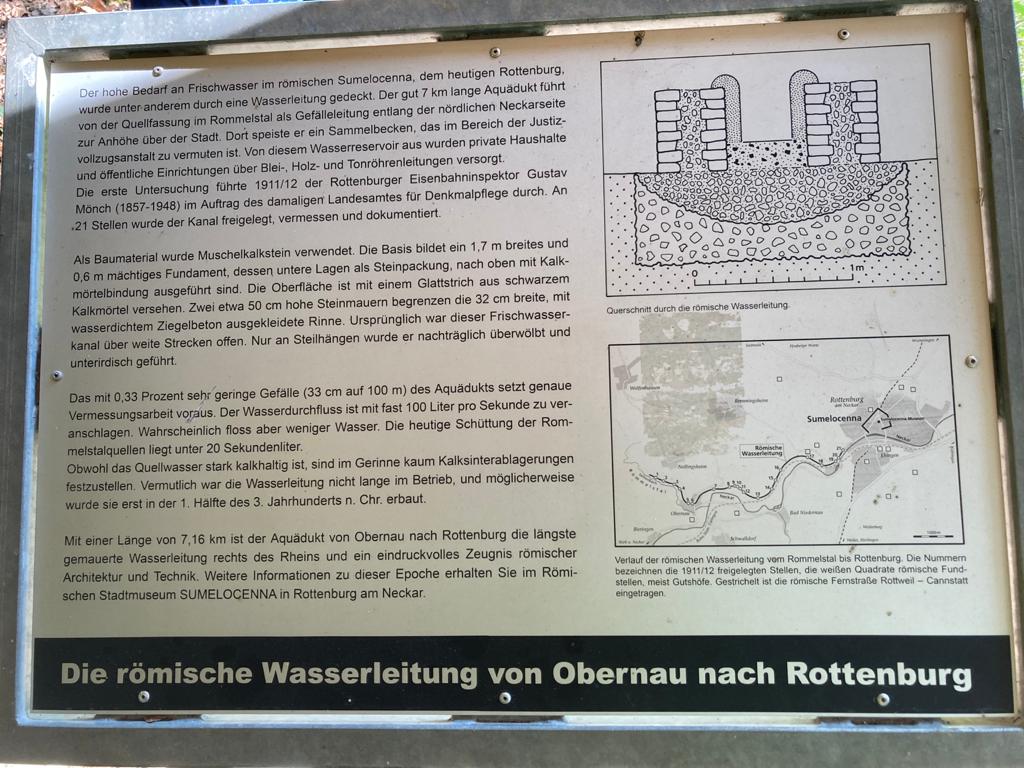 Der hohe Bedarf an Frischwasser im römischen Sumelocenna, dem heutigen Rottenburg,
wurde unter anderem durch eine Wasserleitung gedeckt. Der gut 7 km lange Aquädukt führt
von der Quellfassung im Rommelstal als Gefälleleitung entlang der nördlichen Neckarseite
zur Anhöhe über der Stadt. Dort speiste er ein Sammelbecken, das im Bereich der Justiz-
vollzugsanstalt zu vermuten ist. Von diesem Wasserreservoir aus wurden private Haushalte
und öffentliche Einrichtungen über Blei-, Holz- und Tonröhrenleitungen versorgt.
Die erste Untersuchung führte 1911/12 der Rottenburger Eisenbahninspektor Gustav
Mönch (1857-1948) im Auftrag des damaligen Landesamtes für Denkmalpflege durch. An
21 Stellen wurde der Kanal freigelegt, vermessen und dokumentiert.
Als Baumaterial wurde Muschelkalkstein verwendet. Die Basis bildet ein 1,7 m breites und
0,6 m mächtiges Fundament, dessen untere Lagen als Steinpackung, nach oben mit Kalk-
mörtelbindung ausgeführt sind. Die Oberfläche ist mit einem Glattstrich aus schwarzem
Kalkmörtel versehen. Zwei etwa 50 cm hohe Steinmauern begrenzen die 32 cm breite, mit
wasserdichtem Ziegelbeton ausgekleidete Rinne. Ursprünglich war dieser Frischwasser-
kanal über weite Strecken offen. Nur an Steilhängen wurde er nachträglich überwölbt und
unterirdisch geführt.
Das mit 0,33 Prozent sehr geringe Gefälle (33 cm auf 100 m) des Aquädukts setzt genaue
Vermessungsarbeit voraus. Der Wasserdurchfluss ist mit fast 100 Liter pro Sekunde zu ver-
anschlagen. Wahrscheinlich floss aber weniger Wasser. Die heutige Schüttung der Rom-
melstalquellen liegt unter 20 Sekundenliter.
Obwohl das Quellwasser stark kalkhaltig ist, sind im Gerinne kaum Kalksinterablagerungen
festzustellen. Vermutlich war die Wasserleitung nicht lange im Betrieb, und möglicherweise
wurde sie erst in der 1. Hälfte des 3. Jahrhunderts n. Chr. erbaut.
Mit einer Länge von 7,16 km ist der Aquädukt von Obernau nach Rottenburg die längste
gemauerte Wasserleitung rechts des Rheins und ein eindruckvolles Zeugnis römischer
Architektur und Technik. Weitere Informationen zu dieser Epoche erhalten Sie im Römi-
schen Stadtmuseum SUMELOCENNA in Rottenburg am Neckar.
0 1m
Querschnitt durch die römische Wasserleitung.
Wolfenhausen
Remmingsheim
Rottenburg
am Neckar
Sumelocenna
Sumelocenna Museum
Neckar
Ehingen
Römische
Wasserleitung
Nellingsheim
Rommelstal
Obernau
Neckar
Bad Niedernau
Bieringen
Schwalldorf
Weilerburg
1000m
Verlauf der römischen Wasserleitung vom Rommelstal bis Rottenburg. Die Nummern
bezeichnen die 1911/12 freigelegten Stellen, die weißen Quadrate römische Fund-
stellen, meist Gutshöfe. Gestrichelt ist die römische Fernstraße Rottweil – Cannstatt
eingetragen.
Die römische Wasserleitung von Obernau nach Rottenburg